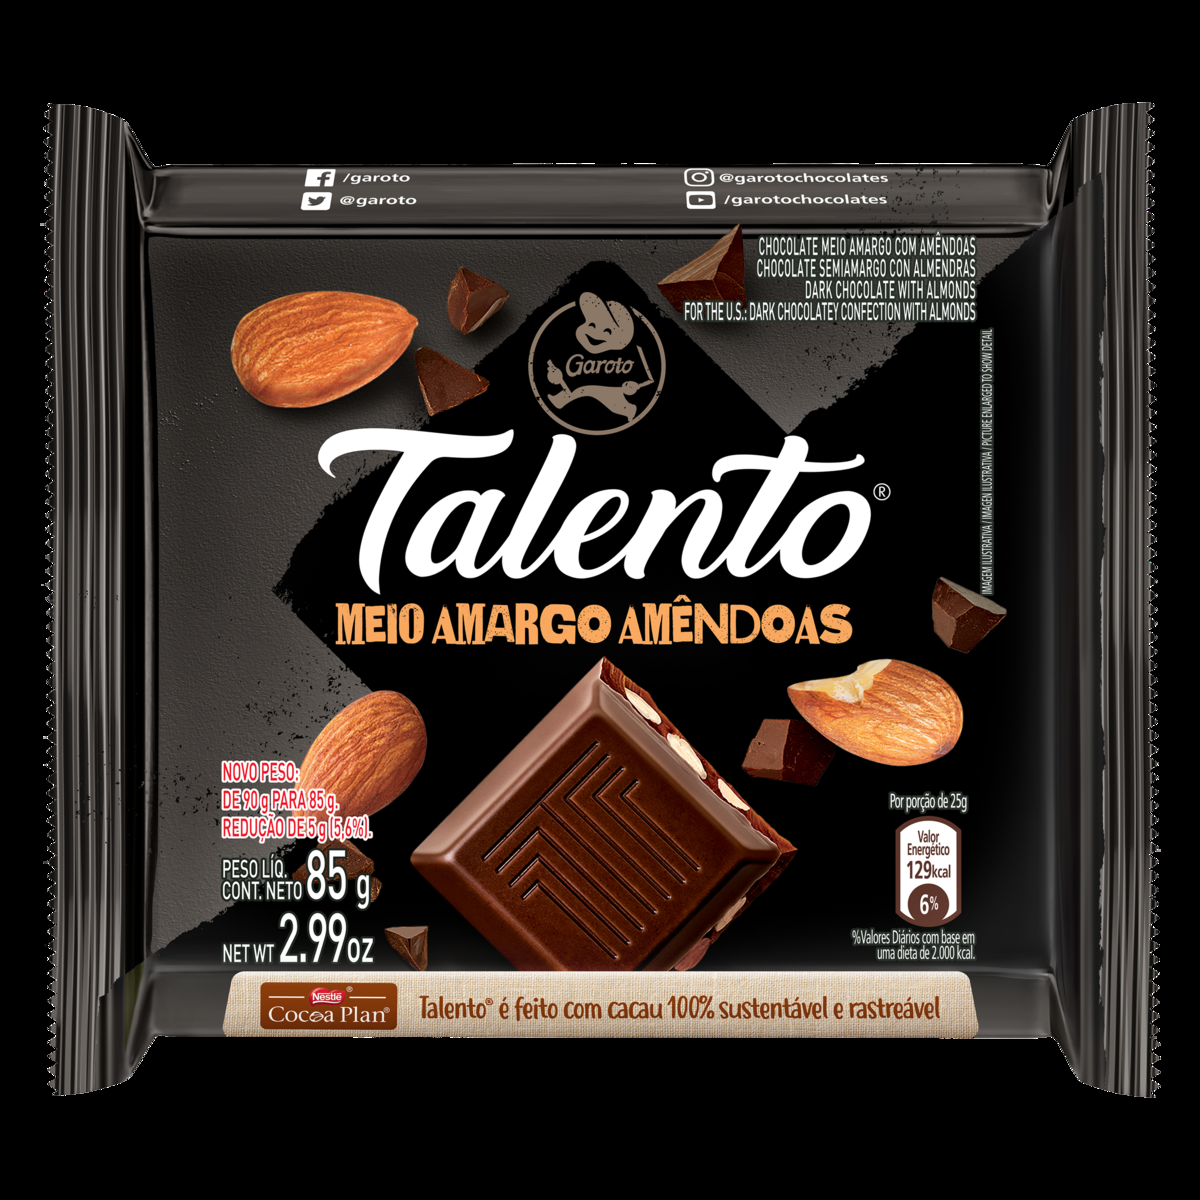 /garoto
@garoto
@garotochocolates
/garotochocolates
CHOCOLATE MEIO AMARGO COM AMÊNDOAS
CHOCOLATE SEMIAMARGO CON ALMENDRAS
DARK CHOCOLATE WITH ALMONDS
FOR THE U.S.: DARK CHOCOLATEY CONFECTION WITH ALMONDS
Garoto
IMAGEM ILUSTRATIVA / IMAGEN ILUSTRATIVA / PICTURE ENLARGED TO SHOW DETAIL
Talento®
MEIO AMARGO AMÊNDOAS
NOVO PESO:
DE 90 g PARA 85 g.
REDUÇÃO DE 5 g (5,6%).
PESO LÍQ.
CONT. NETO 85 g
NET WT 2.99 oz
Por porção de 25g
Valor
Energético
129kcal
6%
%Valores Diários com base em
uma dieta de 2.000 kcal.
Nestlé®
Cocoa Plan®
Talento® é feito com cacau 100% sustentável e rastreável